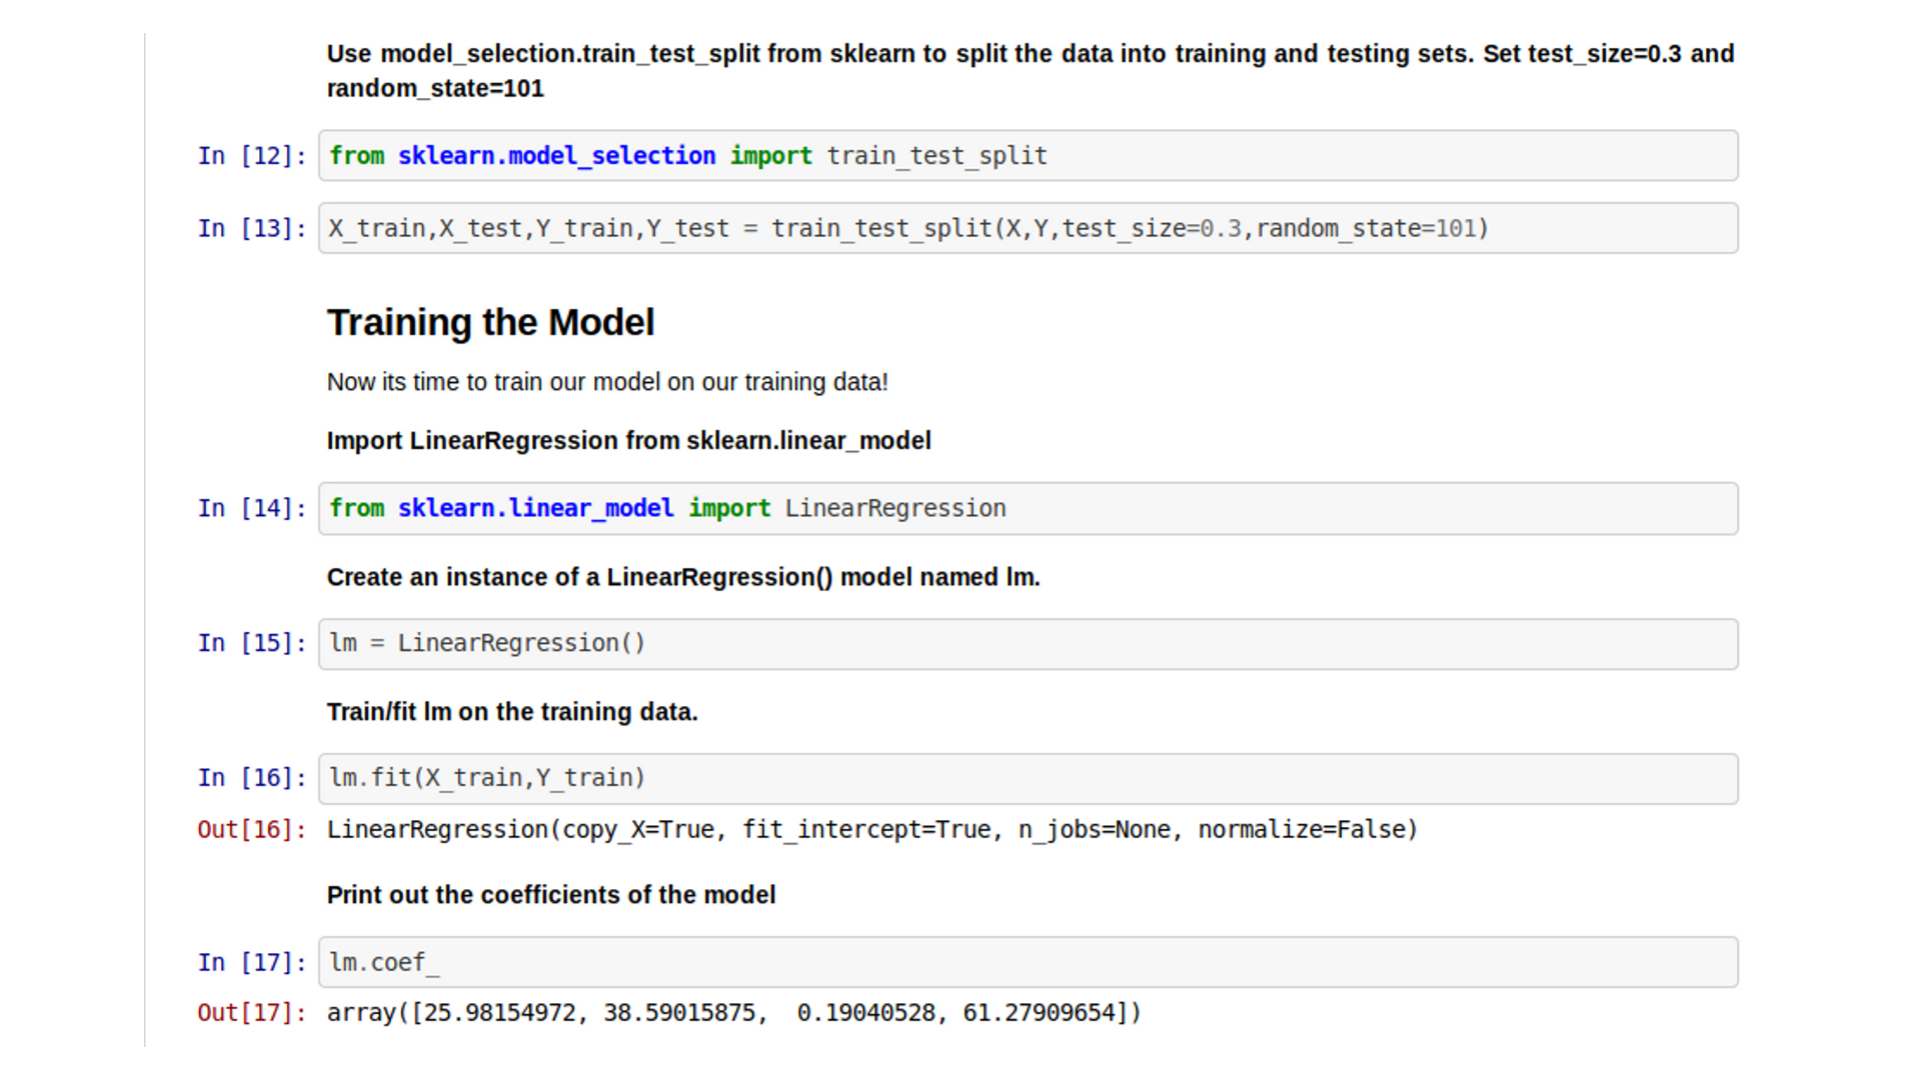 Use model_selection.train_test_split from sklearn to split the data into training and testing sets. Set test_size=0.3 and
random_state=101
In [12]: from sklearn.model_selection import train_test_split
In [13]: X_train,X_test,Y_train,Y_test = train_test_split(X,Y,test_size=0.3,random_state=101)
Training the Model
Now its time to train our model on our training data!
Import LinearRegression from sklearn.linear_model
In [14]: from sklearn.linear_model import LinearRegression
Create an instance of a LinearRegression() model named lm.
In [15]: lm = LinearRegression()
Train/fit lm on the training data.
In [16]: lm.fit(X_train,Y_train)
Out[16]: LinearRegression(copy_X=True, fit_intercept=True, n_jobs=None, normalize=False)
Print out the coefficients of the model
In [17]: lm.coef_
Out[17]: array([25.98154972, 38.59015875,  0.19040528, 61.27909654])